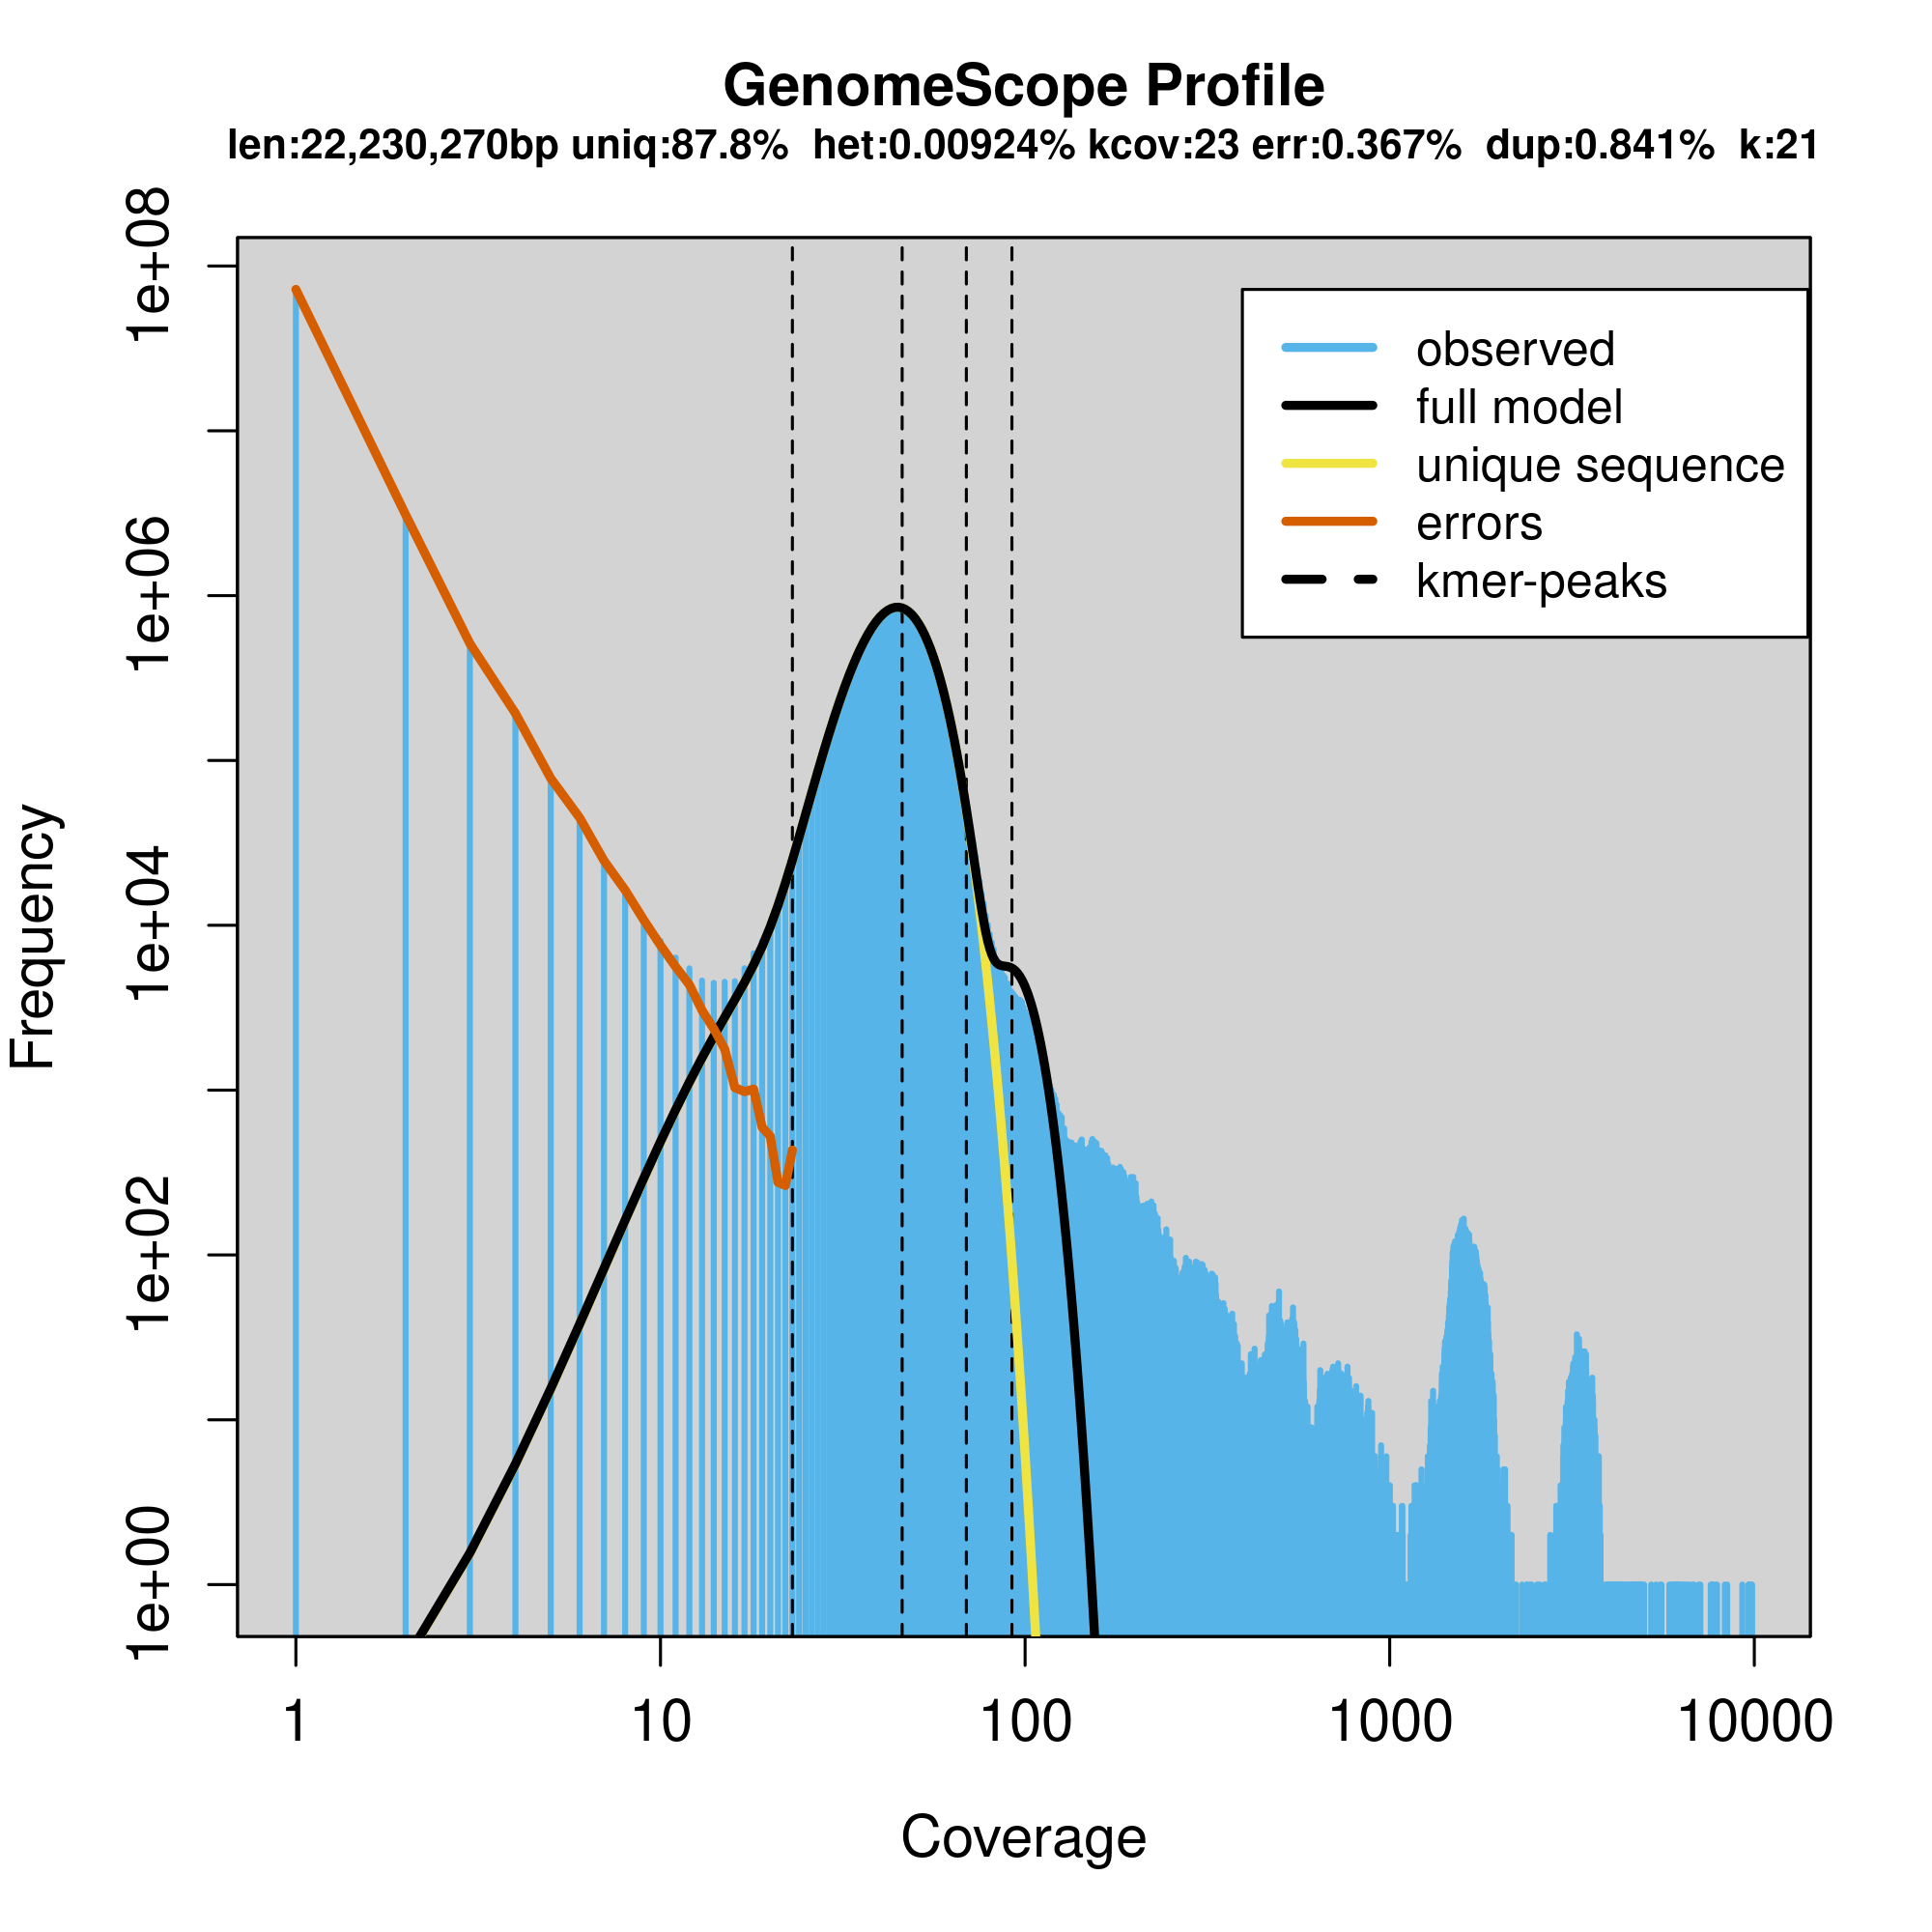 GenomeScope Profile
len:22,230,270bp uniq:87.8% het:0.00924% kcov:23 err:0.367% dup:0.841% k:21
1e+08
1e+06
1e+04
1e+02
1e+00
Frequency
observed
full model
unique sequence
errors
kmer-peaks
1 10 100 1000 10000
Coverage